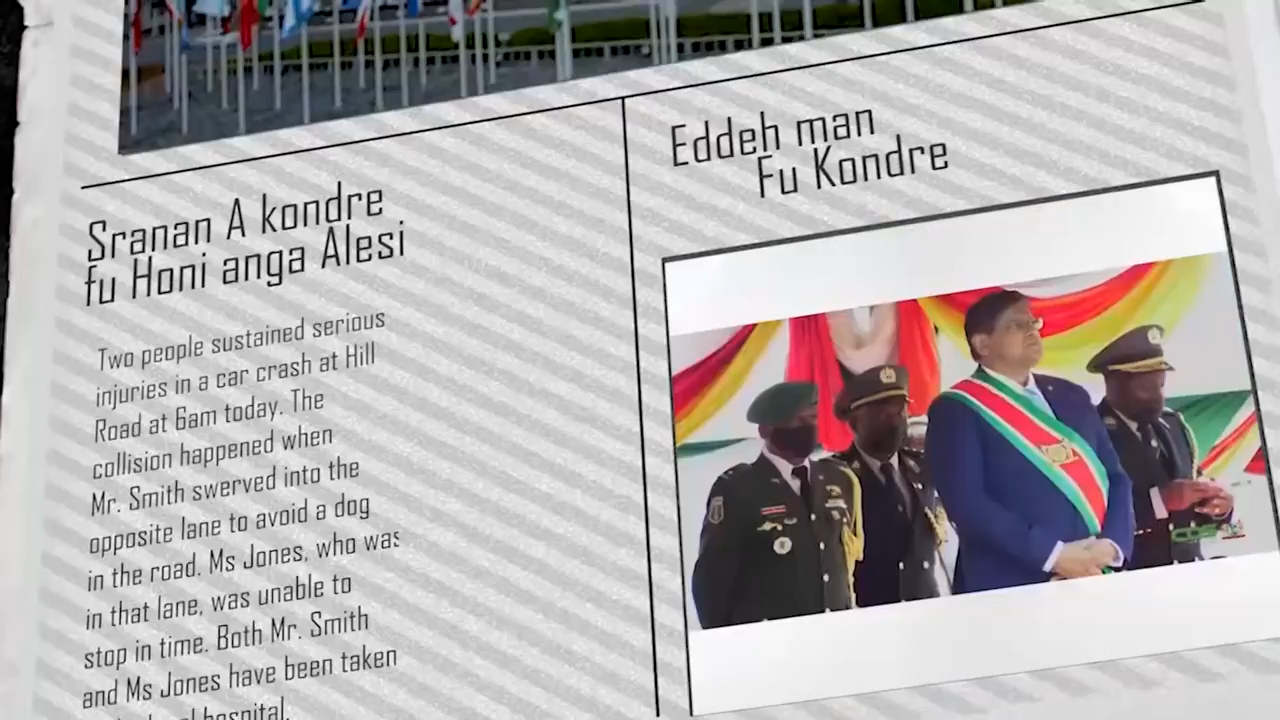 Sranan A kondre
fu Honi anga Alesi
Two people sustained serious
injuries in a car crash at Hill
Road at 6am today. The
collision happened when
Mr. Smith swerved into the
opposite lane to avoid a dog
in the road. Ms Jones, who was
in that lane, was unable to
stop in time. Both Mr. Smith
and Ms Jones have been taken
hospital.
Eddeh man
Fu Kondre